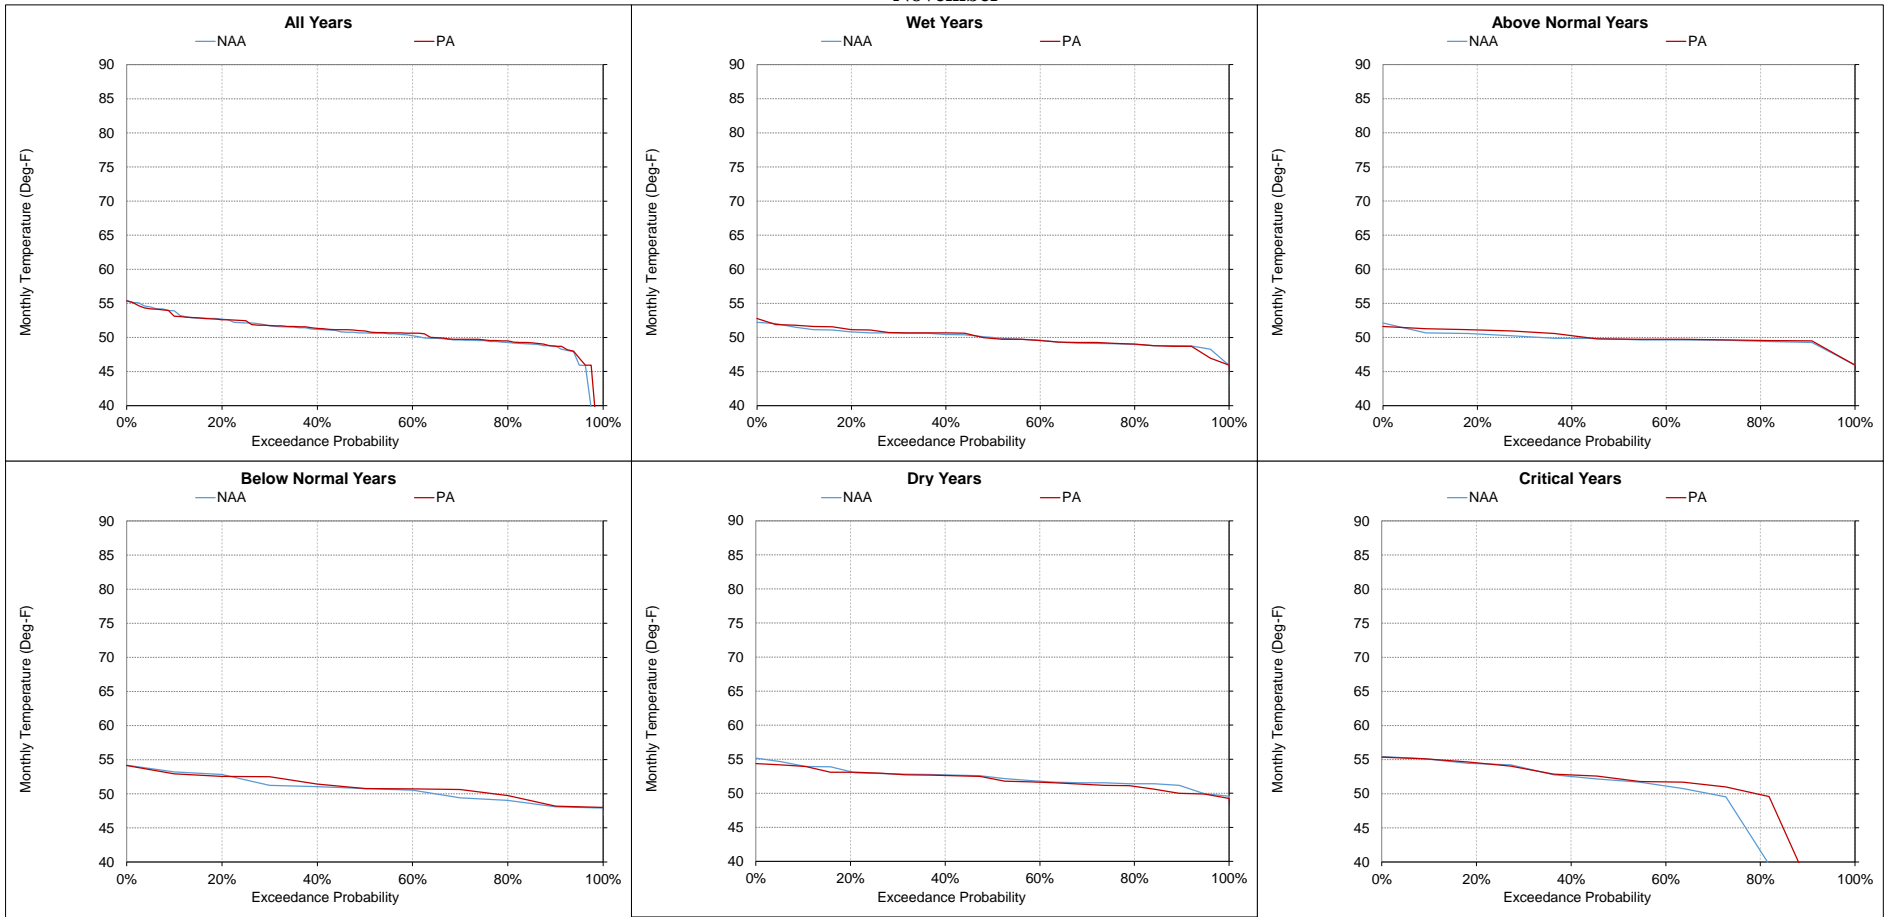 All Years
NAA PA
90
85
80
75
70
65
60
55
50
45
40
Monthly Temperature (Deg-F)
0% 20% 40% 60% 80% 100%
Exceedance Probability
Wet Years
NAA PA
90
85
80
75
70
65
60
55
50
45
40
Monthly Temperature (Deg-F)
0% 20% 40% 60% 80% 100%
Exceedance Probability
Above Normal Years
NAA PA
90
85
80
75
70
65
60
55
50
45
40
Monthly Temperature (Deg-F)
0% 20% 40% 60% 80% 100%
Exceedance Probability
Below Normal Years
NAA PA
90
85
80
75
70
65
60
55
50
45
40
Monthly Temperature (Deg-F)
0% 20% 40% 60% 80% 100%
Exceedance Probability
Dry Years
NAA PA
90
85
80
75
70
65
60
55
50
45
40
Monthly Temperature (Deg-F)
0% 20% 40% 60% 80% 100%
Exceedance Probability
Critical Years
NAA PA
90
85
80
75
70
65
60
55
50
45
40
Monthly Temperature (Deg-F)
0% 20% 40% 60% 80% 100%
Exceedance Probability